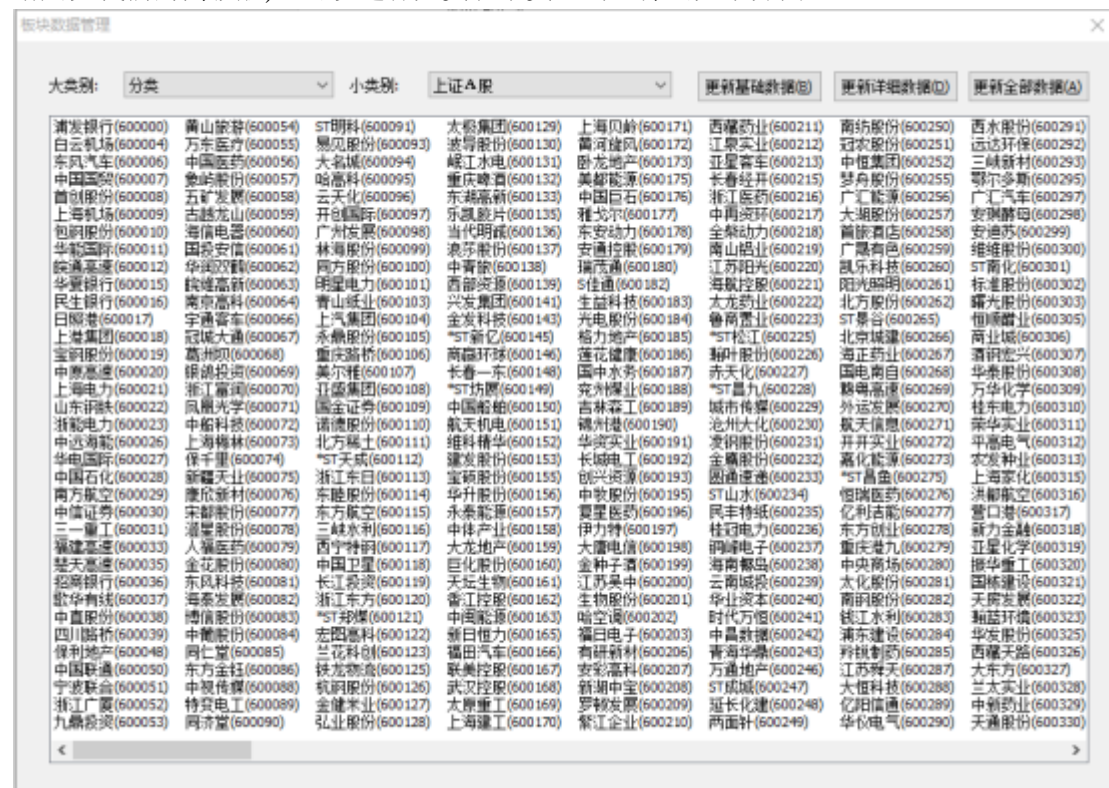 板块数据管理
大类别: 分类 小类别: 上证A股 更新基础数据(B) 更新详细数据(D) 更新全部数据(A)
浦发银行(600000) 黄山旅游(600054) ST明科(600091) 太极集团(600129) 上海贝岭(600171) 西藏药业(600211) 南纺股份(600250) 西水股份(600291)
白云机场(600004) 万东医疗(600055) 易见股份(600093) 波导股份(600130) 黄河旋风(600172) 江泉实业(600212) 冠农股份(600251) 远达环保(600292)
东风汽车(600006) 中国医药(600056) 大名城(600094) 岷江水电(600131) 卧龙地产(600173) 亚星客车(600213) 中恒集团(600252) 三峡新材(600293)
中国国贸(600007) 象屿股份(600057) 哈高科(600095) 重庆啤酒(600132) 美都能源(600175) 长春经开(600215) 梦舟股份(600255) 鄂尔多斯(600295)
首创股份(600008) 五矿发展(600058) 云天化(600096) 东湖高新(600133) 中国巨石(600176) 浙江医药(600216) 广汇能源(600256) 广汇汽车(600297)
上海机场(600009) 古越龙山(600059) 开创国际(600097) 乐凯胶片(600135) 雅戈尔(600177) 中再资环(600217) 大湖股份(600257) 安琪酵母(600298)
包钢股份(600010) 海信电器(600060) 广州发展(600098) 当代明诚(600136) 东安动力(600178) 全柴动力(600218) 首旅酒店(600258) 安迪苏(600299)
华能国际(600011) 国投安信(600061) 林海股份(600099) 浪莎股份(600137) 安通控股(600179) 南山铝业(600219) 广晟有色(600259) 维维股份(600300)
皖通高速(600012) 华润双鹤(600062) 同方股份(600100) 中青旅(600138) 瑞茂通(600180) 江苏阳光(600220) 凯乐科技(600260) ST南化(600301)
华夏银行(600015) 皖维高新(600063) 明星电力(600101) 西部资源(600139) S佳通(600182) 海航控股(600221) 阳光照明(600261) 标准股份(600302)
民生银行(600016) 南京高科(600064) 青山纸业(600103) 兴发集团(600141) 生益科技(600183) 太龙药业(600222) 北方股份(600262) 曙光股份(600303)
日照港(600017) 宇通客车(600066) 上汽集团(600104) 金发科技(600143) 光电股份(600184) 鲁商置业(600223) ST景谷(600265) 恒顺醋业(600305)
上港集团(600018) 冠城大通(600067) 永鼎股份(600105) *ST新亿(600145) 格力地产(600185) *ST松江(600225) 北京城建(600266) 商业城(600306)
宝钢股份(600019) 葛洲坝(600068) 重庆路桥(600106) 商赢环球(600146) 莲花健康(600186) 瀚叶股份(600226) 海正药业(600267) 酒钢宏兴(600307)
中原高速(600020) 银鸽投资(600069) 美尔雅(600107) 长春一东(600148) 国中水务(600187) 赤天化(600227) 国电南自(600268) 华泰股份(600308)
上海电力(600021) 浙江富润(600070) 亚盛集团(600108) *ST坊展(600149) 兖州煤业(600188) *ST昌九(600228) 赣粤高速(600269) 万华化学(600309)
山东钢铁(600022) 凤凰光学(600071) 国金证券(600109) 中国船舶(600150) 吉林森工(600189) 城市传媒(600229) 外运发展(600270) 桂东电力(600310)
浙能电力(600023) 中船科技(600072) 诺德股份(600110) 航天机电(600151) 锦州港(600190) 沧州大化(600230) 航天信息(600271) 荣华实业(600311)
中远海能(600026) 上海梅林(600073) 北方稀土(600111) 维科精华(600152) 华资实业(600191) 凌钢股份(600231) 开开实业(600272) 平高电气(600312)
华电国际(600027) 保千里(600074) *ST天成(600112) 建发股份(600153) 长城电工(600192) 金鹰股份(600232) 嘉化能源(600273) 农发种业(600313)
中国石化(600028) 新疆天业(600075) 浙江东日(600113) 宝硕股份(600155) 创兴资源(600193) 圆通速递(600233) *ST昌鱼(600275) 上海家化(600315)
南方航空(600029) 康欣新材(600076) 东睦股份(600114) 华升股份(600156) 中牧股份(600195) ST山水(600234) 恒瑞医药(600276) 洪都航空(600316)
中信证券(600030) 宋都股份(600077) 东方航空(600115) 永泰能源(600157) 复星医药(600196) 民丰特纸(600235) 亿利洁能(600277) 营口港(600317)
三一重工(600031) 澄星股份(600078) 三峡水利(600116) 中体产业(600158) 伊力特(600197) 桂冠电力(600236) 东方创业(600278) 新力金融(600318)
福建高速(600033) 人福医药(600079) 西宁特钢(600117) 大龙地产(600159) 大唐电信(600198) 铜峰电子(600237) 重庆港九(600279) 亚星化学(600319)
楚天高速(600035) 金花股份(600080) 中国卫星(600118) 巨化股份(600160) 金种子酒(600199) 海南椰岛(600238) 中央商场(600280) 振华重工(600320)
招商银行(600036) 东风科技(600081) 长江投资(600119) 天坛生物(600161) 江苏吴中(600200) 云南城投(600239) 太化股份(600281) 国栋建设(600321)
歌华有线(600037) 海泰发展(600082) 浙江东方(600120) 香江控股(600162) 生物股份(600201) 华业资本(600240) 南钢股份(600282) 天房发展(600322)
中直股份(600038) 博信股份(600083) *ST郑煤(600121) 中闽能源(600163) 哈空调(600202) 时代万恒(600241) 钱江水利(600283) 瀚蓝环境(600323)
四川路桥(600039) 中葡股份(600084) 宏图高科(600122) 新日恒力(600165) 福日电子(600203) 中昌数据(600242) 浦东建设(600284) 华发股份(600325)
保利地产(600048) 同仁堂(600085) 兰花科创(600123) 福田汽车(600166) 有研新材(600206) 青海华鼎(600243) 羚锐制药(600285) 西藏天路(600326)
中国联通(600050) 东方金钰(600086) 铁龙物流(600125) 联美控股(600167) 安彩高科(600207) 万通地产(600246) 江苏舜天(600287) 大东方(600327)
宁波联合(600051) 中视传媒(600088) 杭钢股份(600126) 武汉控股(600168) 新湖中宝(600208) ST成城(600247) 大恒科技(600288) 兰太实业(600328)
浙江广厦(600052) 特变电工(600089) 金健米业(600127) 太原重工(600169) 罗顿发展(600209) 延长化建(600248) 亿阳信通(600289) 中新药业(600329)
九鼎投资(600053) 同济堂(600090) 弘业股份(600128) 上海建工(600170) 紫江企业(600210) 两面针(600249) 华仪电气(600290) 天通股份(600330)